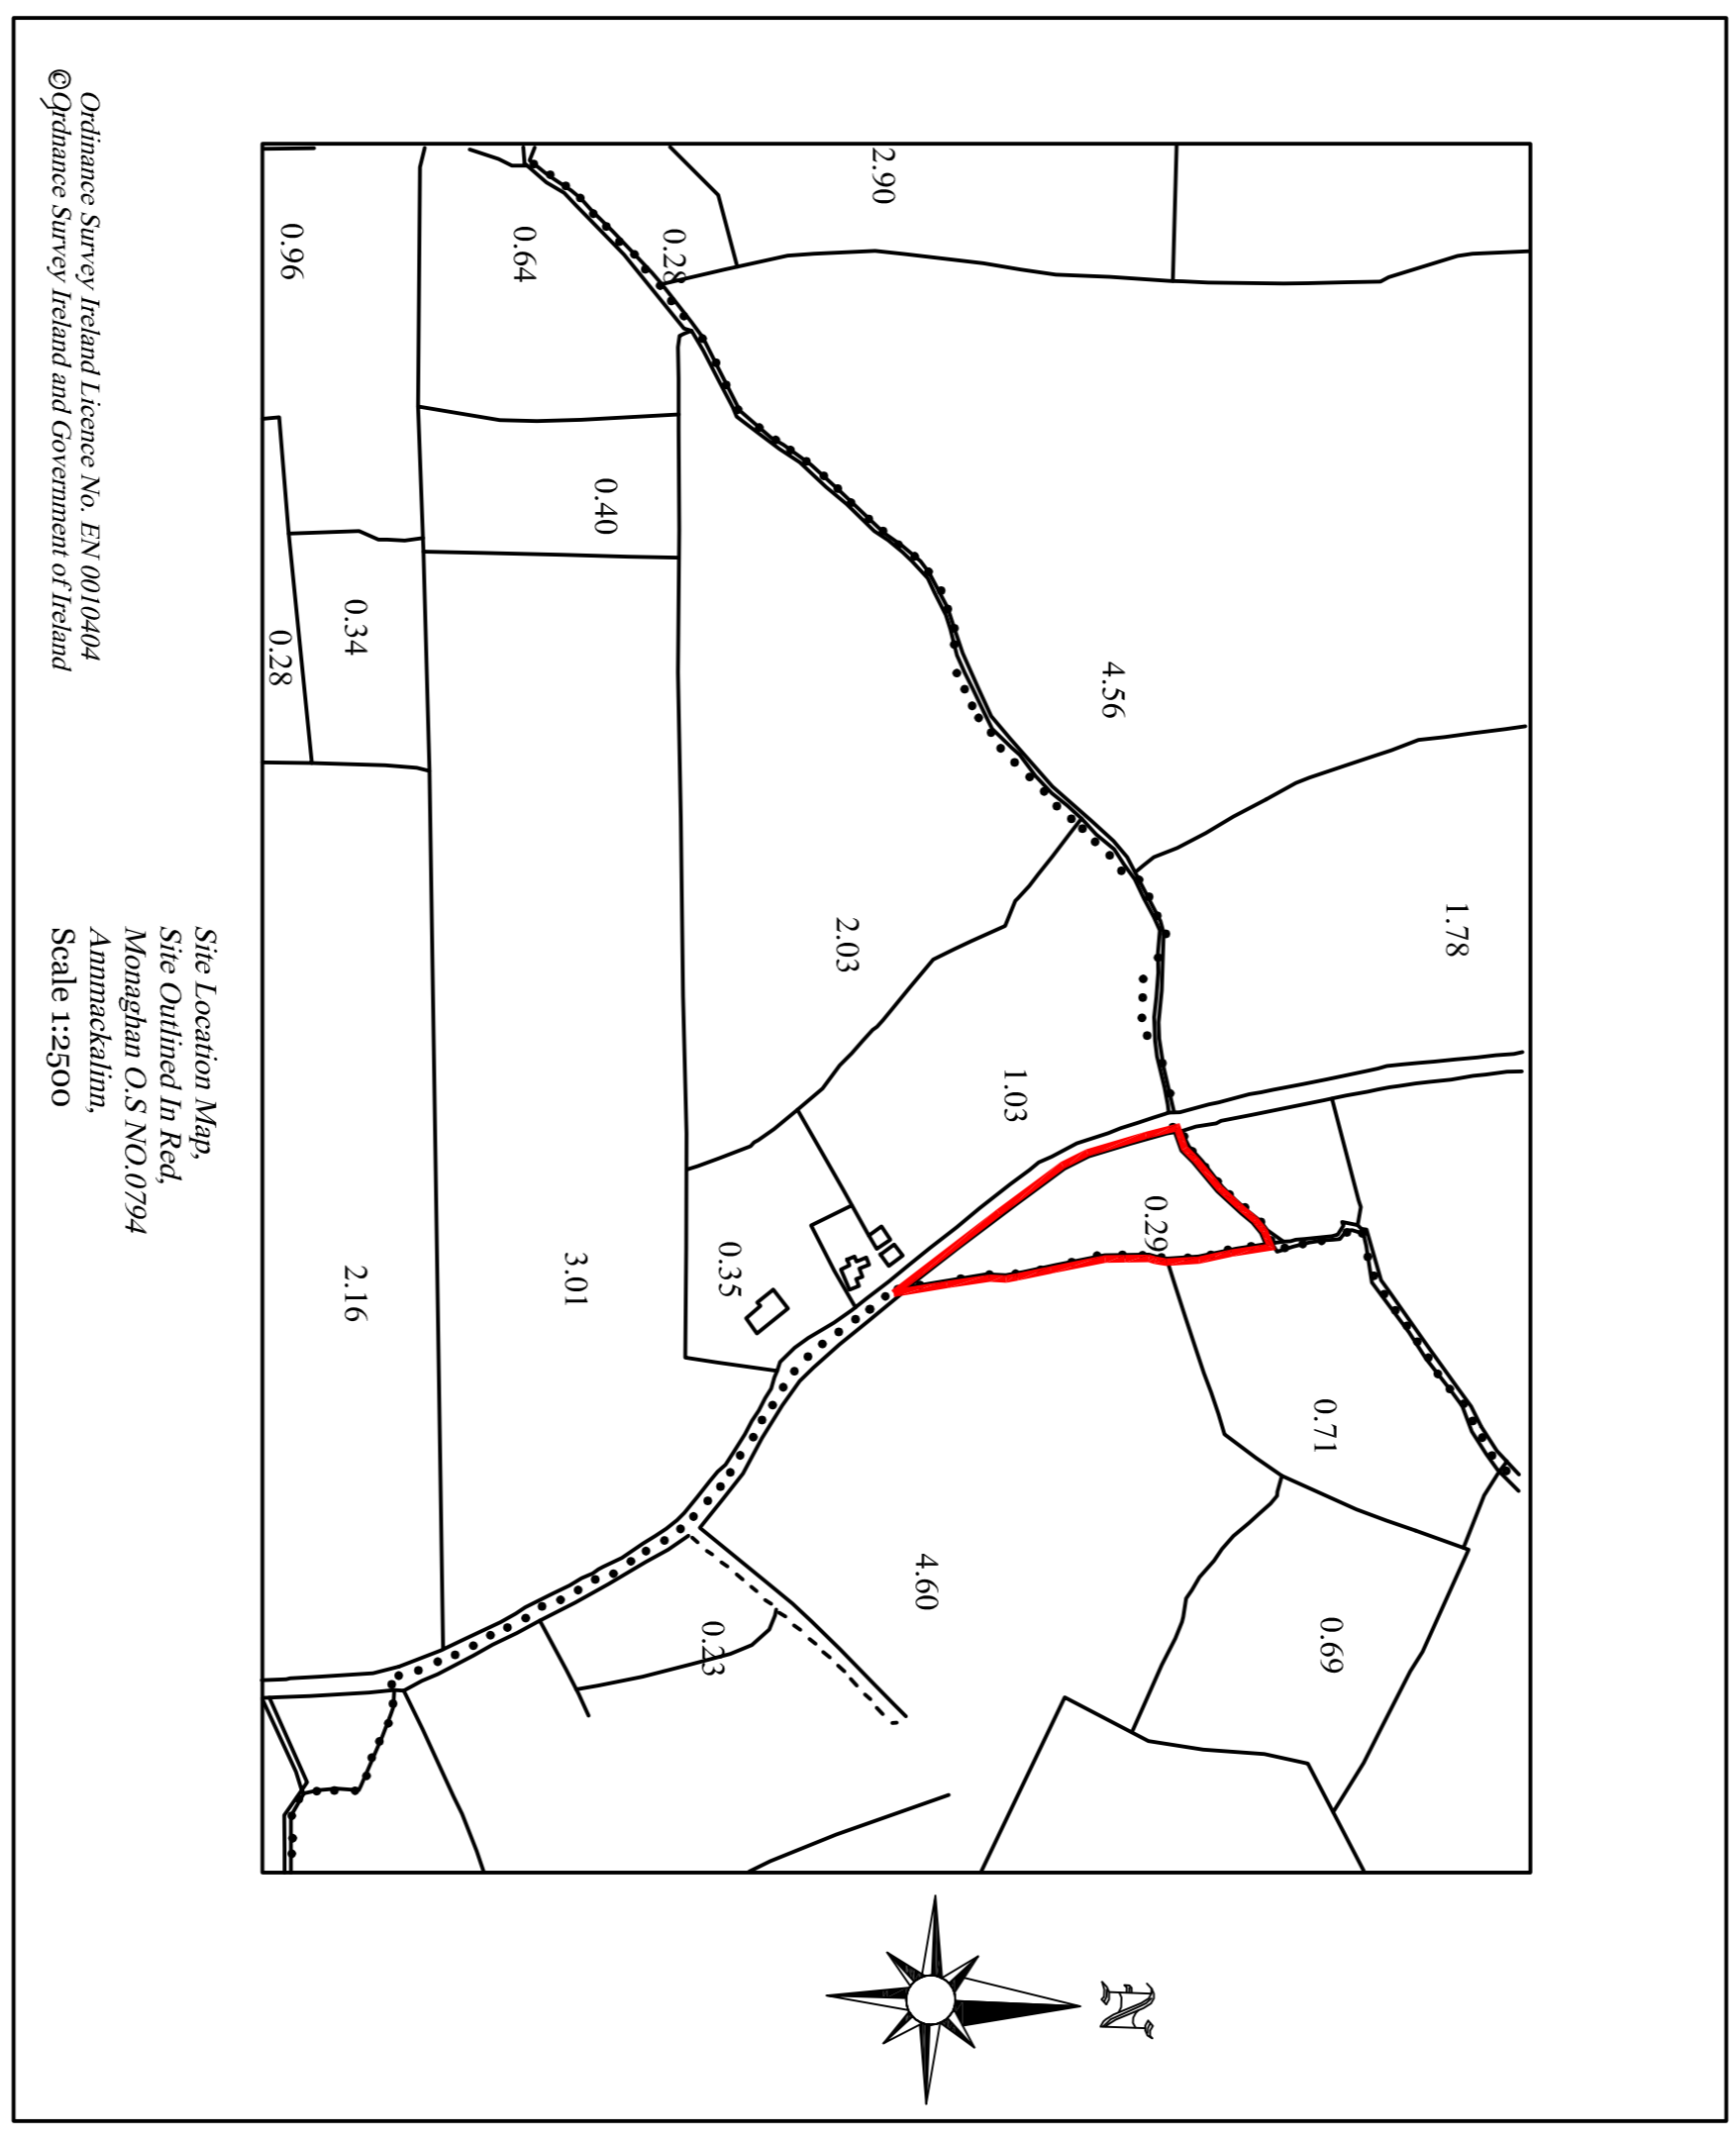 2.90
0.28
0.64
0.96
4.56
0.40
0.34
0.28
1.78
2.03
1.03
0.29
0.35
3.01
2.16
0.71
4.60
0.69
0.23
N
Site Location Map,
Site Outlined In Red,
Monaghan O.S NO.0794
Annmackalinn,
Scale 1:2500
Ordinance Survey Ireland Licence No. EN 0010404
©Ordnance Survey Ireland and Government of Ireland